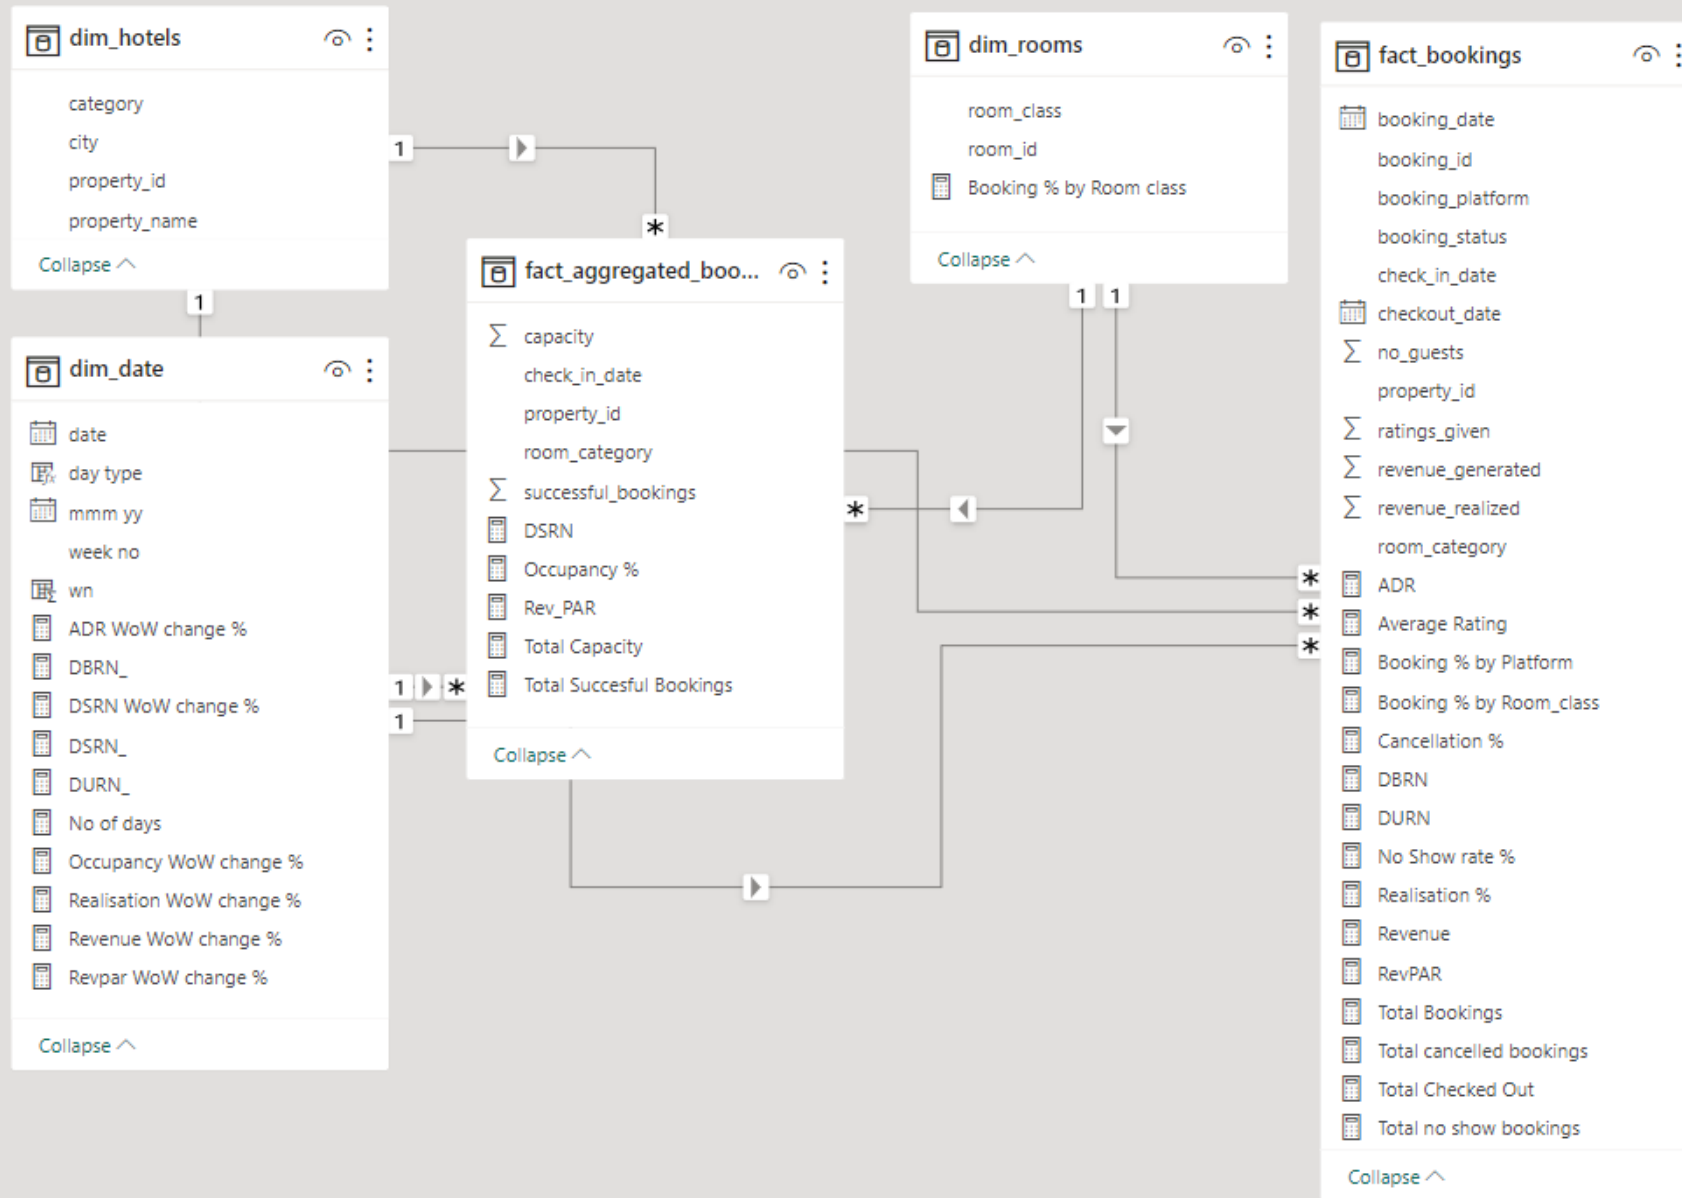 dim_hotels
category
city
property_id
property_name
Collapse
1
*
1
dim_date
date
day type
mmm yy
week no
wn
ADR WoW change %
DBRN_
DSRN WoW change %
DSRN_
DURN_
No of days
Occupancy WoW change %
Realisation WoW change %
Revenue WoW change %
Revpar WoW change %
Collapse
1
*
1
fact_aggregated_boo...
capacity
check_in_date
property_id
room_category
successful_bookings
DSRN
Occupancy %
Rev_PAR
Total Capacity
Total Succesful Bookings
Collapse
*
dim_rooms
room_class
room_id
Booking % by Room class
Collapse
1
1
*
*
*
fact_bookings
booking_date
booking_id
booking_platform
booking_status
check_in_date
checkout_date
no_guests
property_id
ratings_given
revenue_generated
revenue_realized
room_category
ADR
Average Rating
Booking % by Platform
Booking % by Room_class
Cancellation %
DBRN
DURN
No Show rate %
Realisation %
Revenue
RevPAR
Total Bookings
Total cancelled bookings
Total Checked Out
Total no show bookings
Collapse